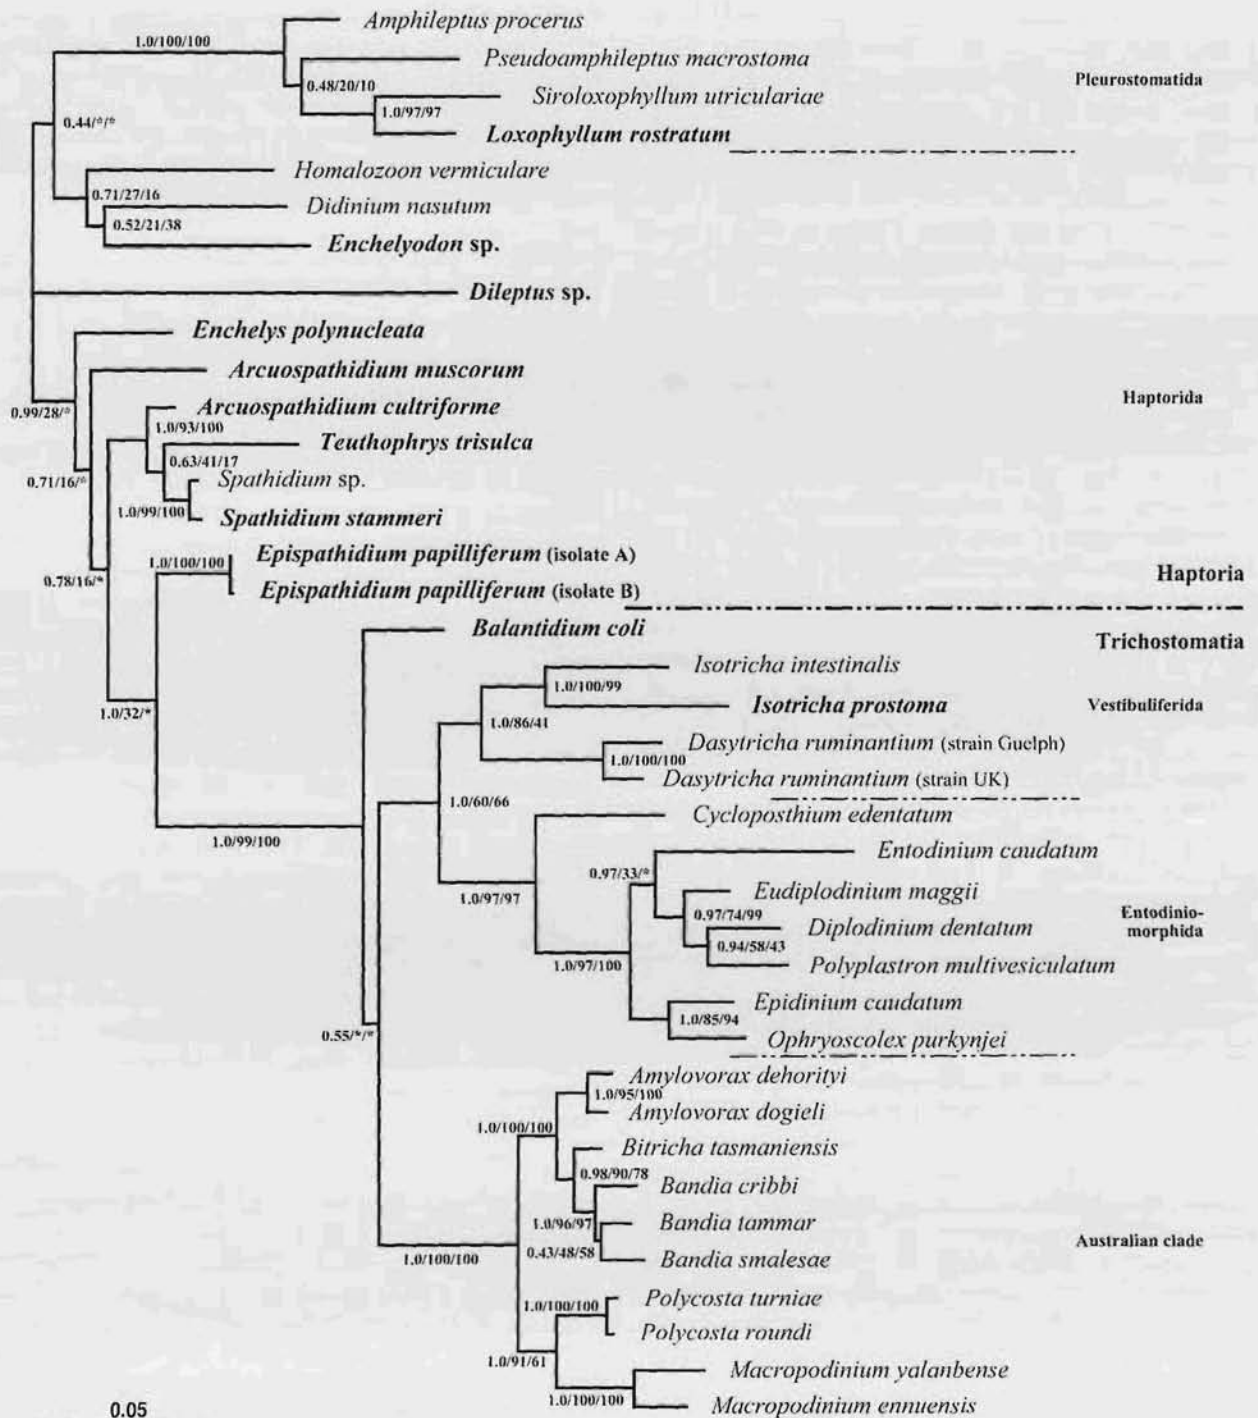 Amphileptus procerus
1.0/100/100
Pseudoamphileptus macrostoma
Pleurostomatida
0.48/20/10
Siroloxophyllum utriculariae
1.0/97/97
0.44/*/*
Loxophyllum rostratum
Homalozoon vermiculare
0.71/27/16
Didinium nasutum
0.52/21/38
Enchelyodon sp.
Dileptus sp.
Enchelys polynucleata
Arcuospathidium muscorum
Haptorida
0.99/28/*
Arcuospathidium cultriforme
1.0/93/100
Teuthophrys trisulca
0.63/41/17
0.71/16/*
Spathidium sp.
1.0/99/100
Spathidium stammeri
1.0/100/100
Epispathidium papilliferum (isolate A)
Haptoria
0.78/16/*
Epispathidium papilliferum (isolate B)
Balantidium coli
Trichostomatia
Isotricha intestinalis
1.0/100/99
Isotricha prostoma
Vestibuliferida
1.0/32/*
1.0/86/41
Dasytricha ruminantium (strain Guelph)
1.0/100/100
Dasytricha ruminantium (strain UK)
1.0/60/66
Cycloposthium edentatum
1.0/99/100
Entodinium caudatum
0.97/33/*
1.0/97/97
Eudiplodinium maggii
0.97/74/99
Entodinio-
morphida
Diplodinium dentatum
0.94/58/43
1.0/97/100
Polyplastron multivesiculatum
Epidinium caudatum
1.0/85/94
0.55/*/*
Ophryoscolex purkynjei
Amylovorax dehorityi
1.0/95/100
Amylovorax dogieli
1.0/100/100
Bitricha tasmaniensis
0.98/90/78
Bandia cribbi
1.0/96/97
Bandia tammar
Australian clade
0.43/48/58
1.0/100/100
Bandia smalesae
Polycosta turniae
1.0/100/100
Polycosta roundi
1.0/91/61
Macropodinium yalanbense
1.0/100/100
Macropodinium ennuensis
0.05